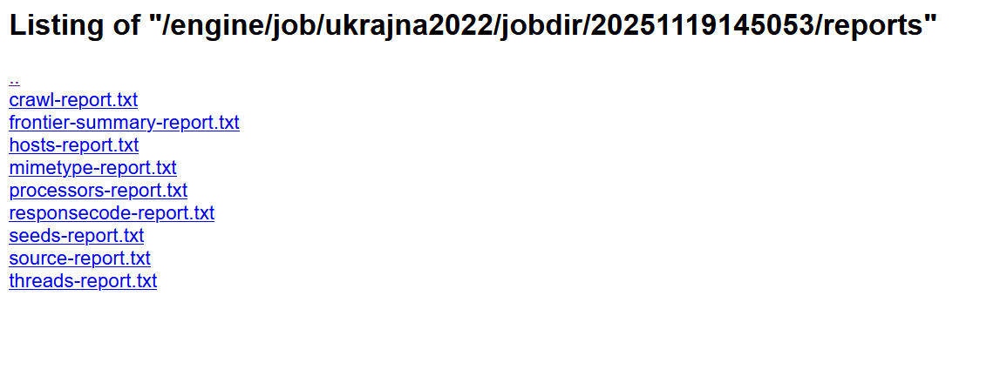 Listing of "/engine/job/ukrajna2022/jobdir/20251119145053/reports"
..
crawl-report.txt
frontier-summary-report.txt
hosts-report.txt
mimetype-report.txt
processors-report.txt
responsecode-report.txt
seeds-report.txt
source-report.txt
threads-report.txt